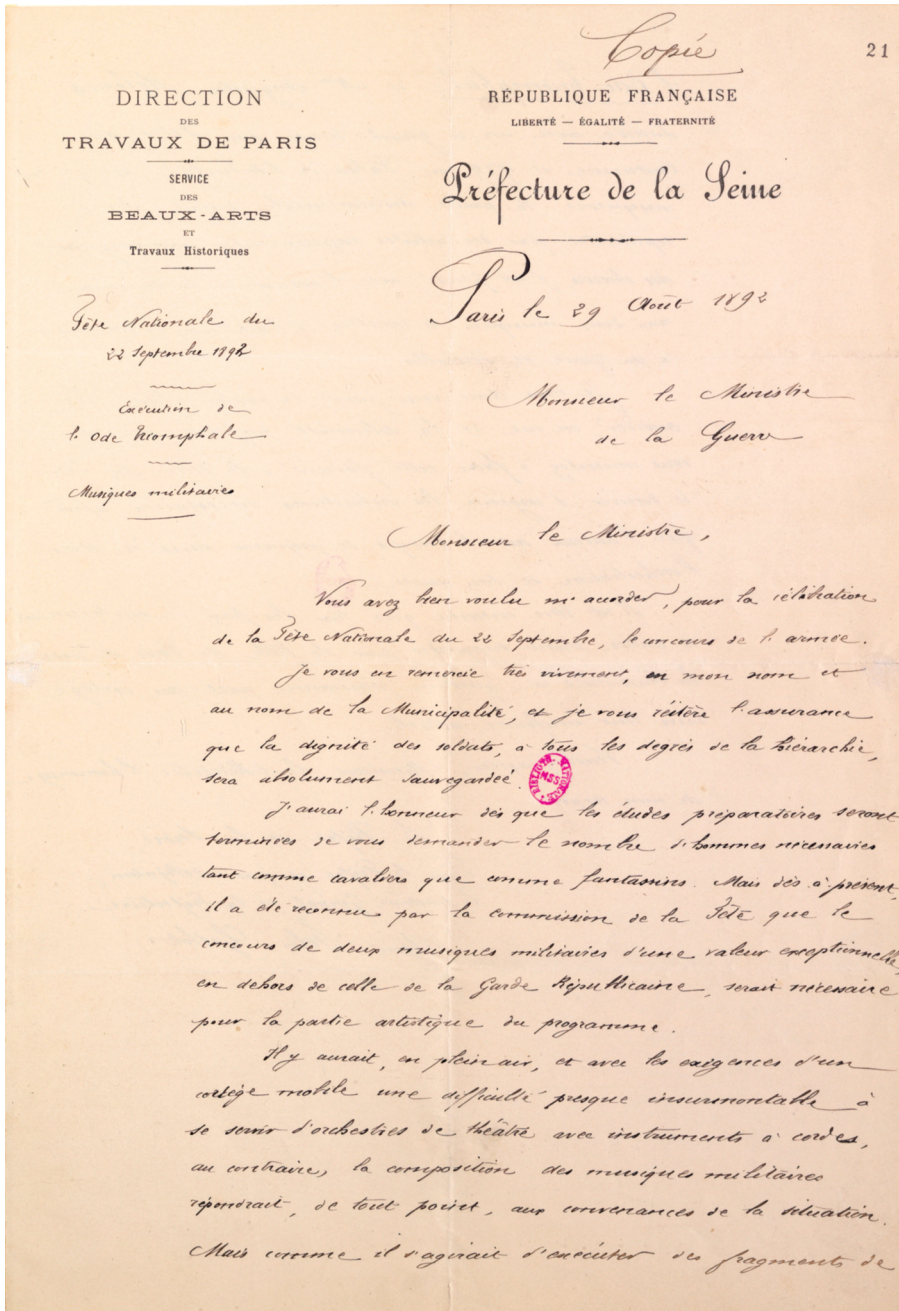 Copie
21
DIRECTION
DES
TRAVAUX DE PARIS
SERVICE
DES
BEAUX-ARTS
ET
Travaux Historiques
RÉPUBLIQUE FRANÇAISE
LIBERTÉ — ÉGALITÉ — FRATERNITÉ
Préfecture de la Seine
Paris le 29 Août 1892
Fête Nationale du
22 Septembre 1892
Exécution de
l'Ode Triomphale
Musiques militaires
Monsieur le Ministre
de la Guerre
Monsieur le Ministre,
Vous avez bien voulu m'accorder, pour la célébration
de la Fête Nationale du 22 Septembre, le concours de l'armée.
Je vous en remercie très vivement, en mon nom et
au nom de la Municipalité, et je vous réitère l'assurance
que la dignité des soldats, à tous les degrés de la hiérarchie,
sera absolument sauvegardée.
BIBLIOTH. NATIONALE MSS
J'aurai l'honneur dès que les études préparatoires seront
terminées de vous demander le nombre d'hommes nécessaires
tant comme cavaliers que comme fantassins. Mais dès à présent,
il a été reconnu par la commission de la Fête que le
concours de deux musiques militaires d'une valeur exceptionnelle,
en dehors de celle de la Garde Républicaine, serait nécessaire
pour la partie artistique du programme.
Il y aurait, en plein air, et avec les exigences d'un
cortège mobile une difficulté presque insurmontable à
se servir d'orchestres de théâtre avec instruments à cordes,
au contraire, la composition des musiques militaires
répondrait, de tout point, aux convenances de la situation.
Mais comme il s'agirait d'exécuter des fragments de